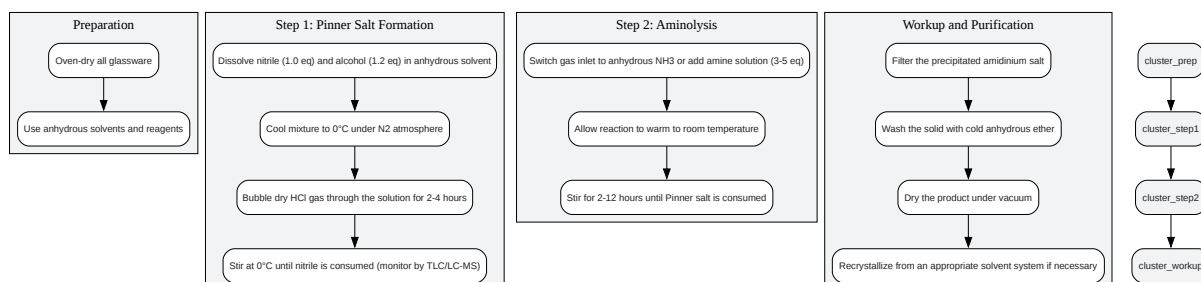 Preparation
Oven-dry all glassware
Use anhydrous solvents and reagents
Step 1: Pinner Salt Formation
Dissolve nitrile (1.0 eq) and alcohol (1.2 eq) in anhydrous solvent
Cool mixture to 0°C under N2 atmosphere
Bubble dry HCl gas through the solution for 2-4 hours
Stir at 0°C until nitrile is consumed (monitor by TLC/LC-MS)
Step 2: Aminolysis
Switch gas inlet to anhydrous NH3 or add amine solution (3-5 eq)
Allow reaction to warm to room temperature
Stir for 2-12 hours until Pinner salt is consumed
Workup and Purification
Filter the precipitated amidinium salt
Wash the solid with cold anhydrous ether
Dry the product under vacuum
Recrystallize from an appropriate solvent system if necessary
cluster_prep
cluster_step1
cluster_step2
cluster_workup